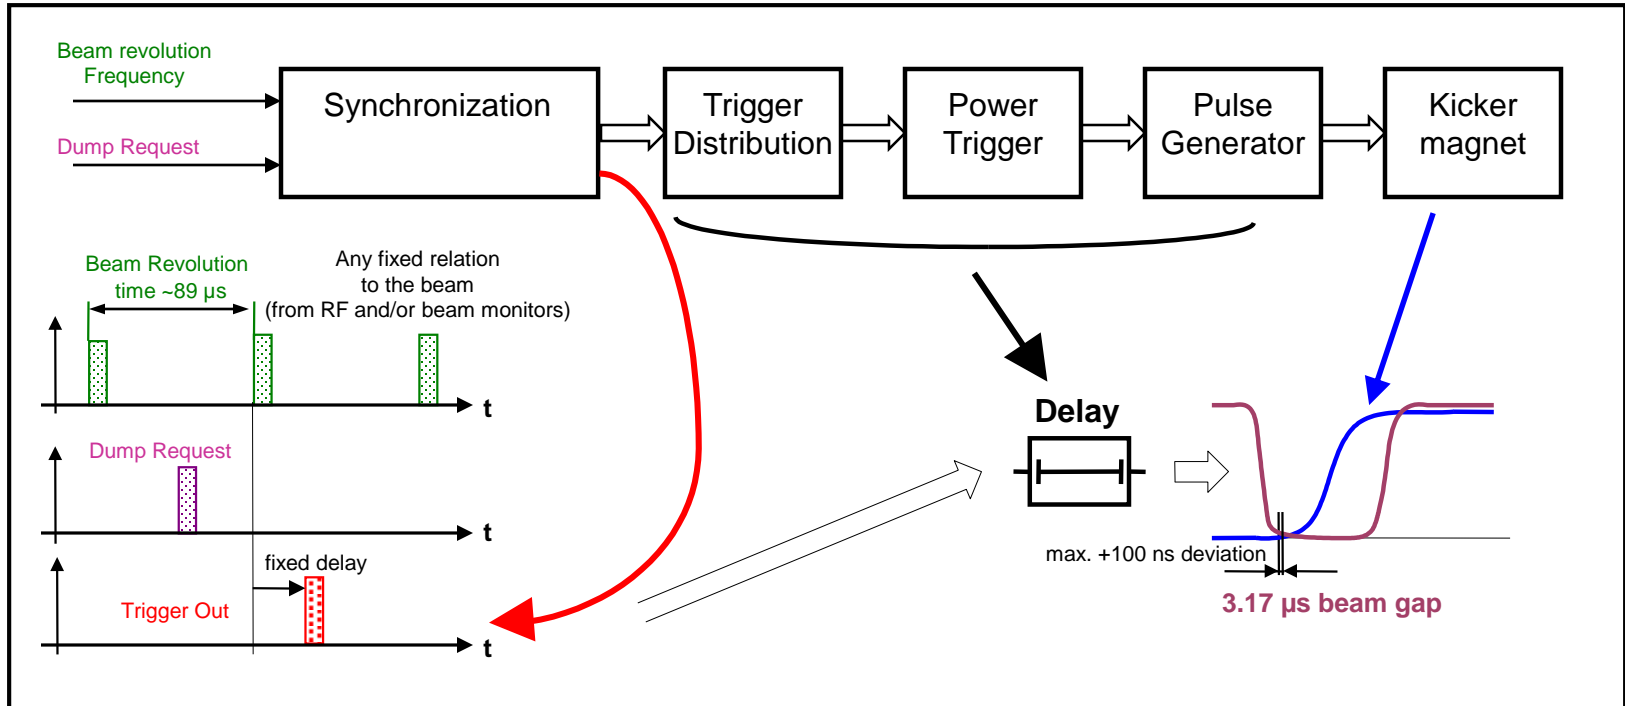 Beam revolution
Frequency
Dump Request
Synchronization
Trigger
Distribution
Power
Trigger
Pulse
Generator
Kicker
magnet
Beam Revolution
time ~89 µs
Any fixed relation
to the beam
(from RF and/or beam monitors)
t
Dump Request
fixed delay
Trigger Out
t
Delay
max. +100 ns deviation
3.17 µs beam gap